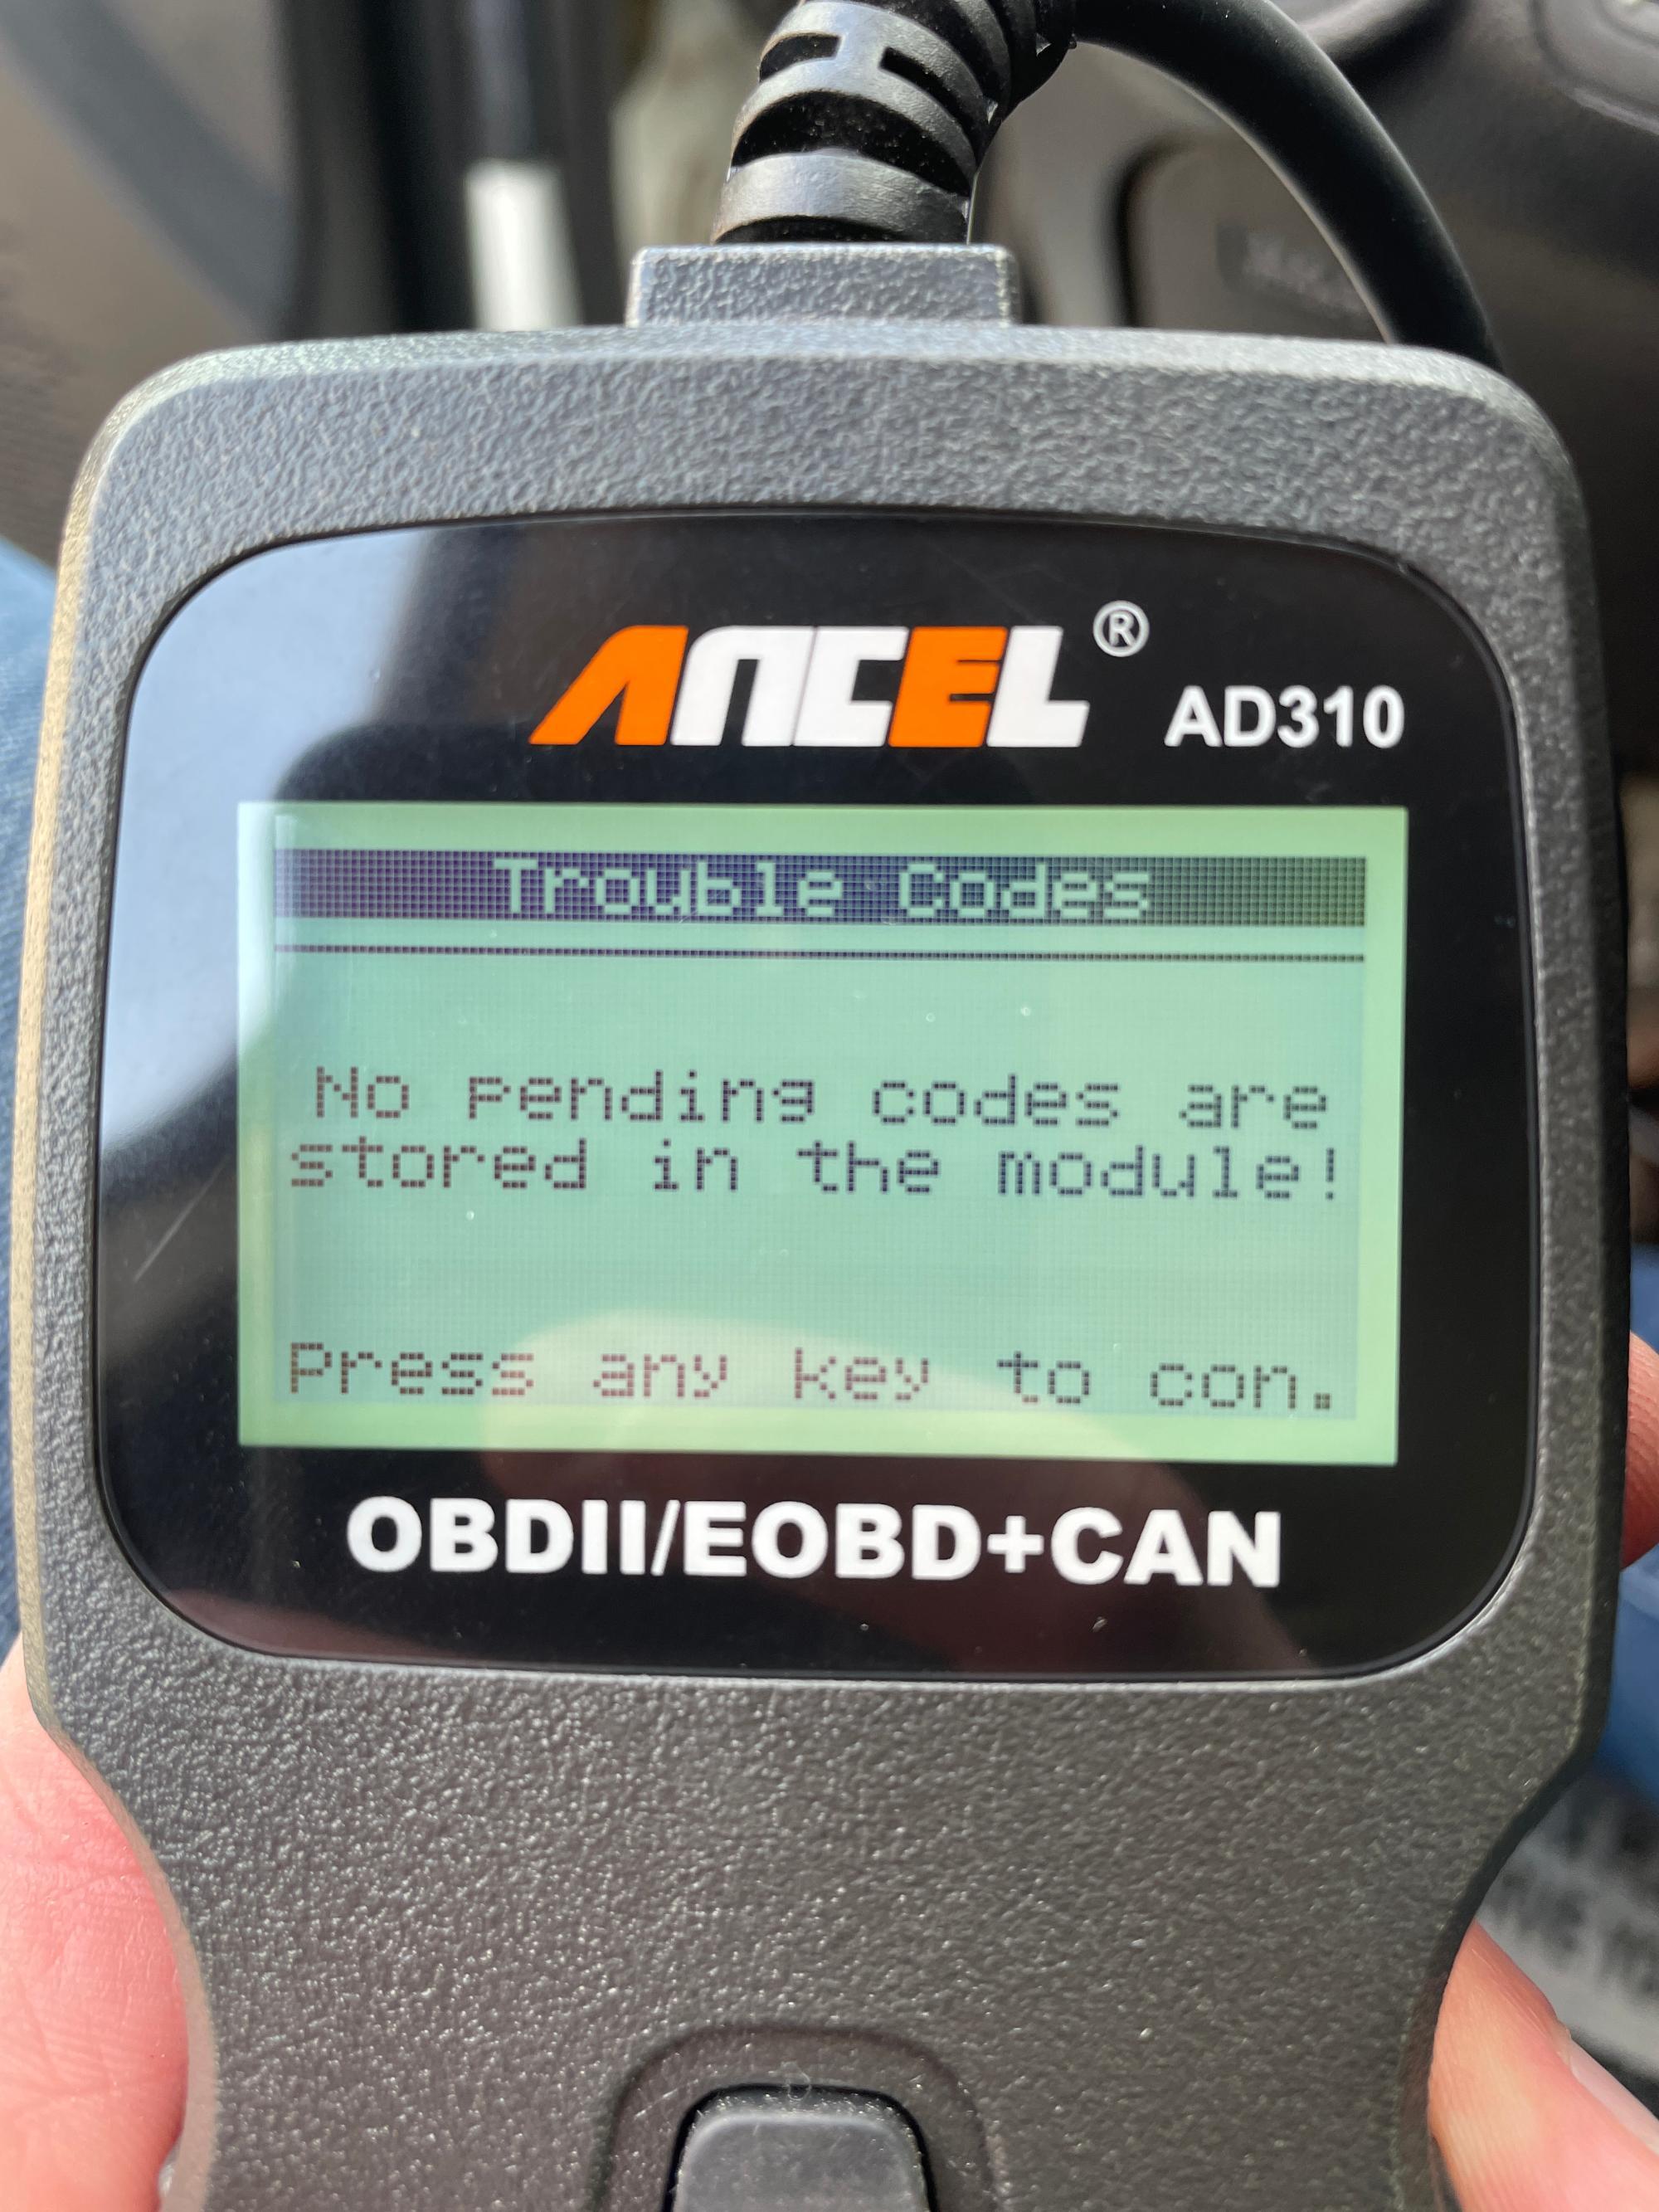 ANCEL®
AD310
Trouble Codes
No pending codes are
stored in the module!
Press any key to con.
OBDII/EOBD+CAN